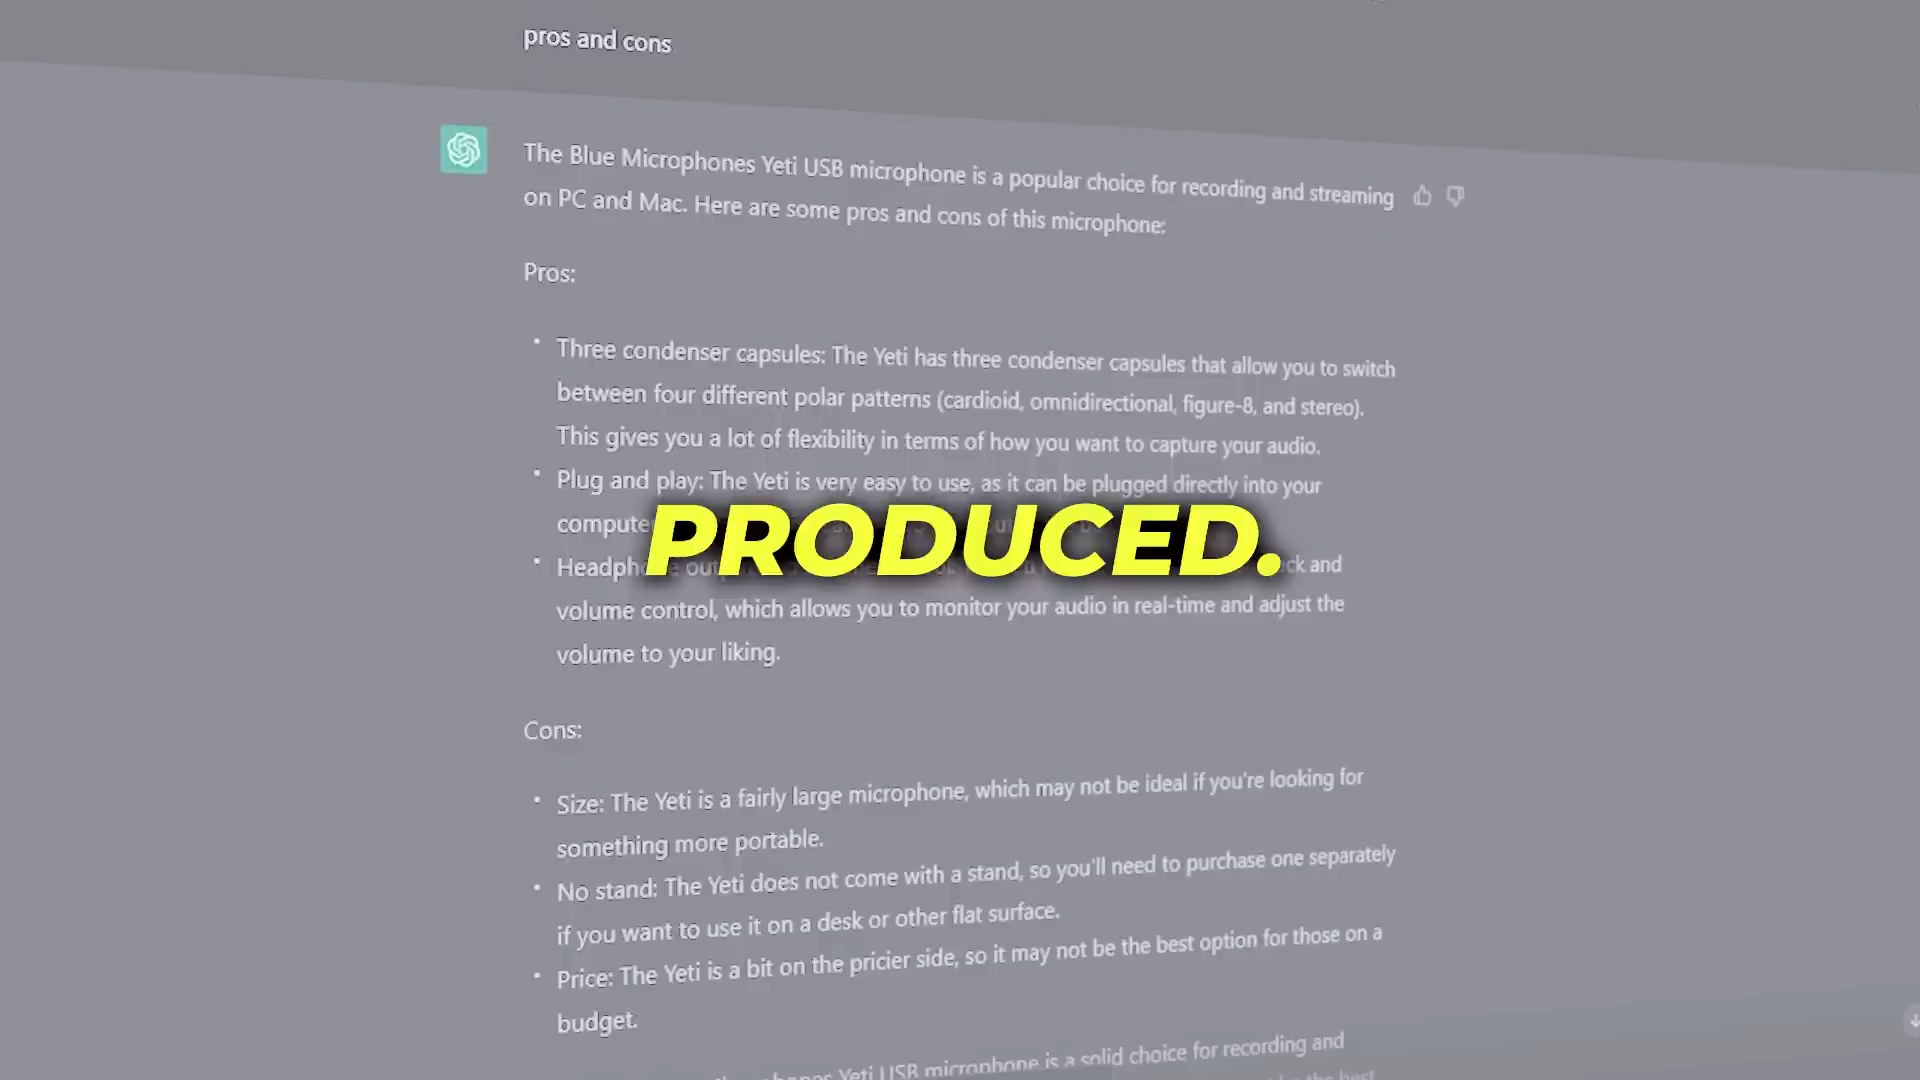 pros and cons
The Blue Microphones Yeti USB microphone is a popular choice for recording and streaming
on PC and Mac. Here are some pros and cons of this microphone:
Pros:
• Three condenser capsules: The Yeti has three condenser capsules that allow you to switch
between four different polar patterns (cardioid, omnidirectional, figure-8, and stereo).
This gives you a lot of flexibility in terms of how you want to capture your audio.
• Plug and play: The Yeti is very easy to use, as it can be plugged directly into your
PRODUCED.
and
volume control, which allows you to monitor your audio in real-time and adjust the
volume to your liking.
Cons:
• Size: The Yeti is a fairly large microphone, which may not be ideal if you're looking for
something more portable.
• No stand: The Yeti does not come with a stand, so you'll need to purchase one separately
if you want to use it on a desk or other flat surface.
• Price: The Yeti is a bit on the pricier side, so it may not be the best option for those on a
budget.
Yeti USB microphone is a solid choice for recording and